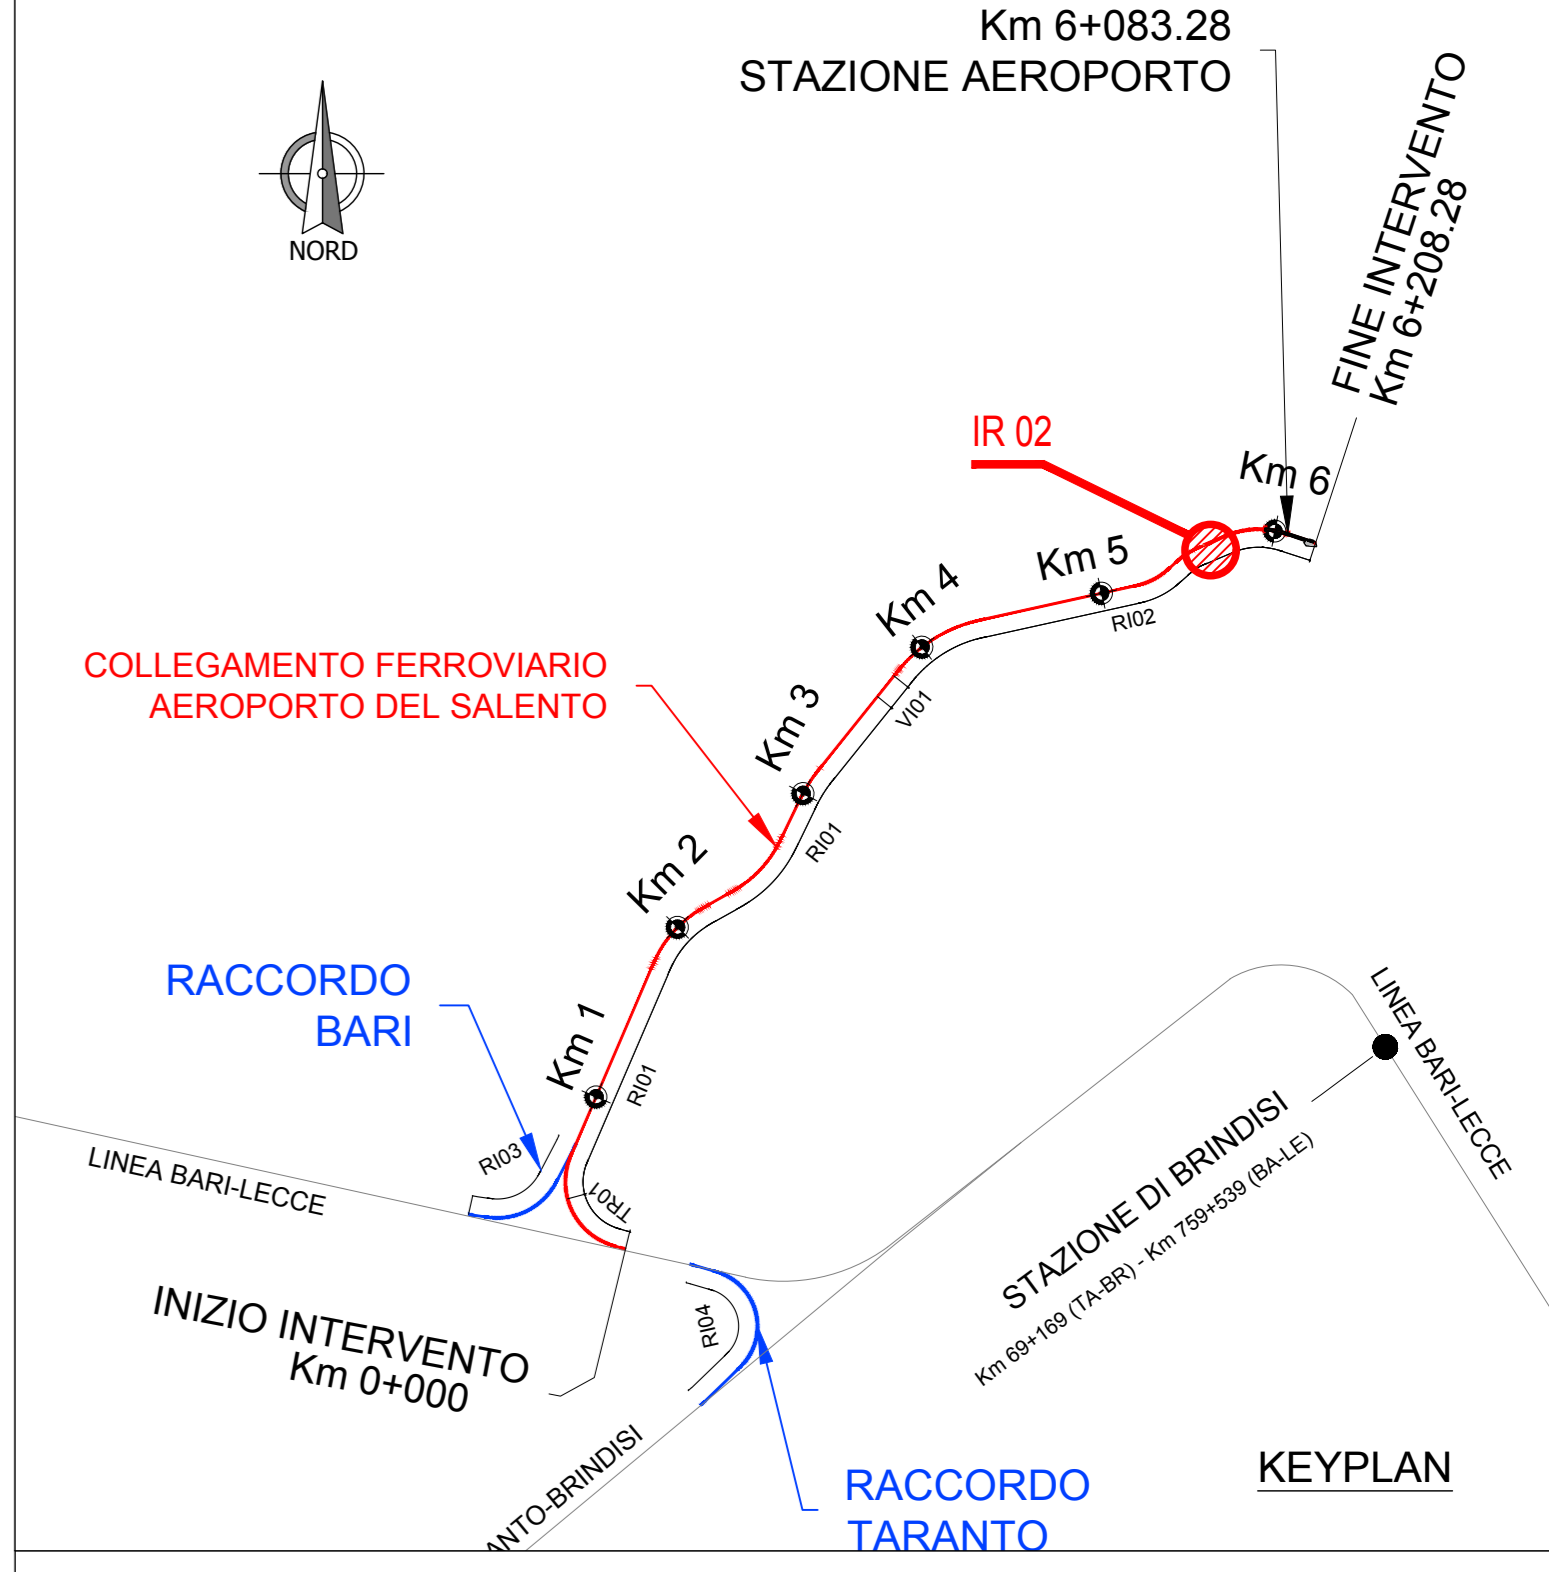 Km 6+083.28
STAZIONE AEROPORTO
NORD
FINE INTERVENTO
Km 6+208.28
IR 02
Km 6
Km 5
RI02
Km 4
VI01
COLLEGAMENTO FERROVIARIO
AEROPORTO DEL SALENTO
Km 3
RI01
Km 2
RACCORDO
BARI
Km 1
RI01
LINEA BARI-LECCE
RI03
TR01
LINEA BARI-LECCE
STAZIONE DI BRINDISI
Km 69+169 (TA-BR) - Km 759+539 (BA-LE)
INIZIO INTERVENTO
Km 0+000
RI04
ANTO-BRINDISI
RACCORDO
TARANTO
KEYPLAN